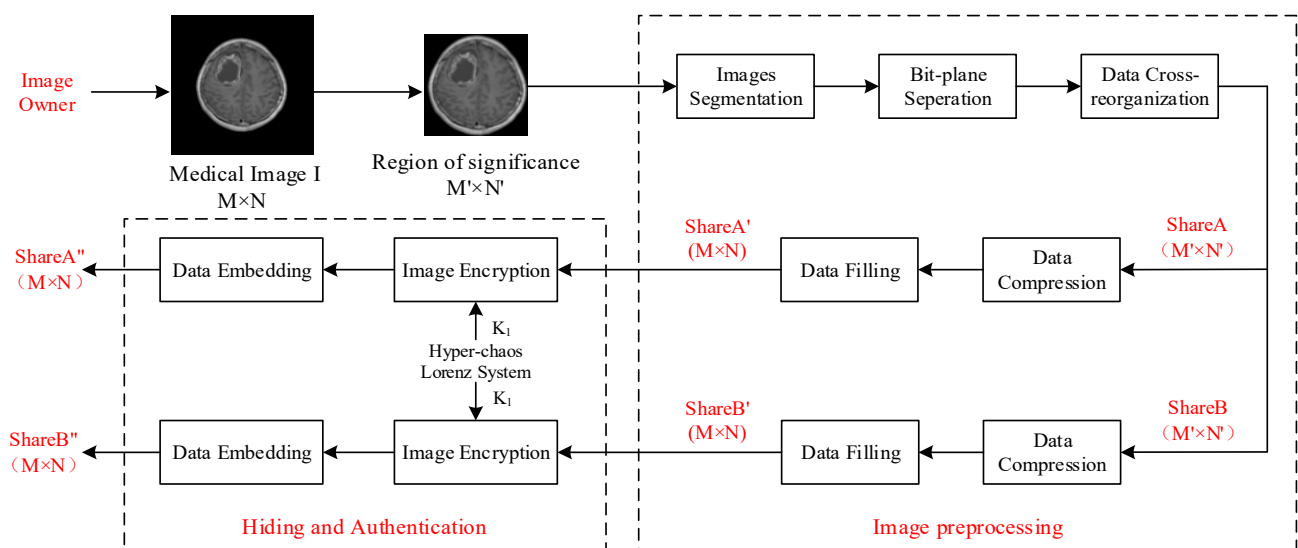 Image
Owner
Medical Image I
M×N
Region of significance
M'×N'
Images
Segmentation
Bit-plane
Seperation
Data Cross-
reorganization
ShareA"
（M×N）
Data Embedding
Image Encryption
ShareA'
(M×N)
Data Filling
Data
Compression
ShareA
（M'×N'）
K₁
Hyper-chaos
Lorenz System
K₁
ShareB"
（M×N）
Data Embedding
Image Encryption
ShareB'
(M×N)
Data Filling
Data
Compression
ShareB
（M'×N'）
Hiding and Authentication
Image preprocessing